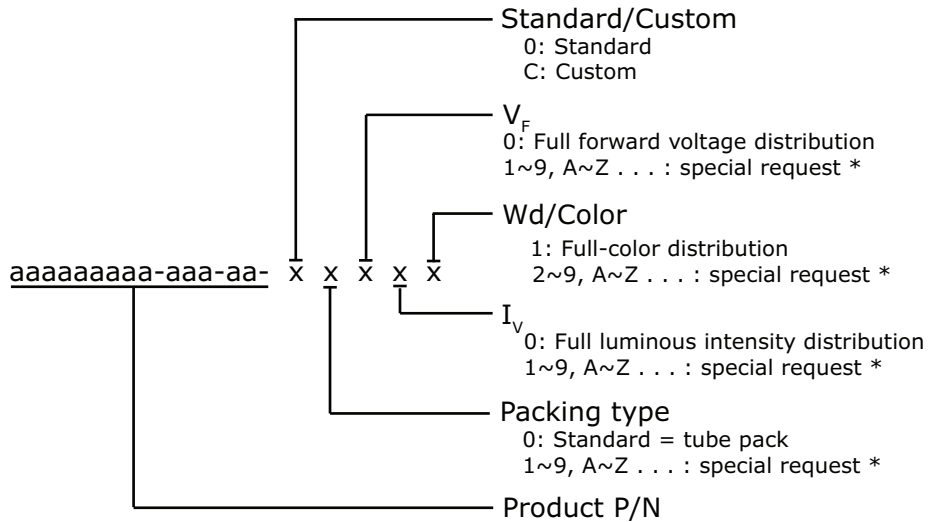 Standard/Custom
0: Standard
C: Custom
VF
0: Full forward voltage distribution
1~9, A~Z . . . : special request *
Wd/Color
1: Full-color distribution
2~9, A~Z . . . : special request *
aaaaaaaaa-aaa-aa- x x x x x
IV
0: Full luminous intensity distribution
1~9, A~Z . . . : special request *
Packing type
0: Standard = tube pack
1~9, A~Z . . . : special request *
Product P/N